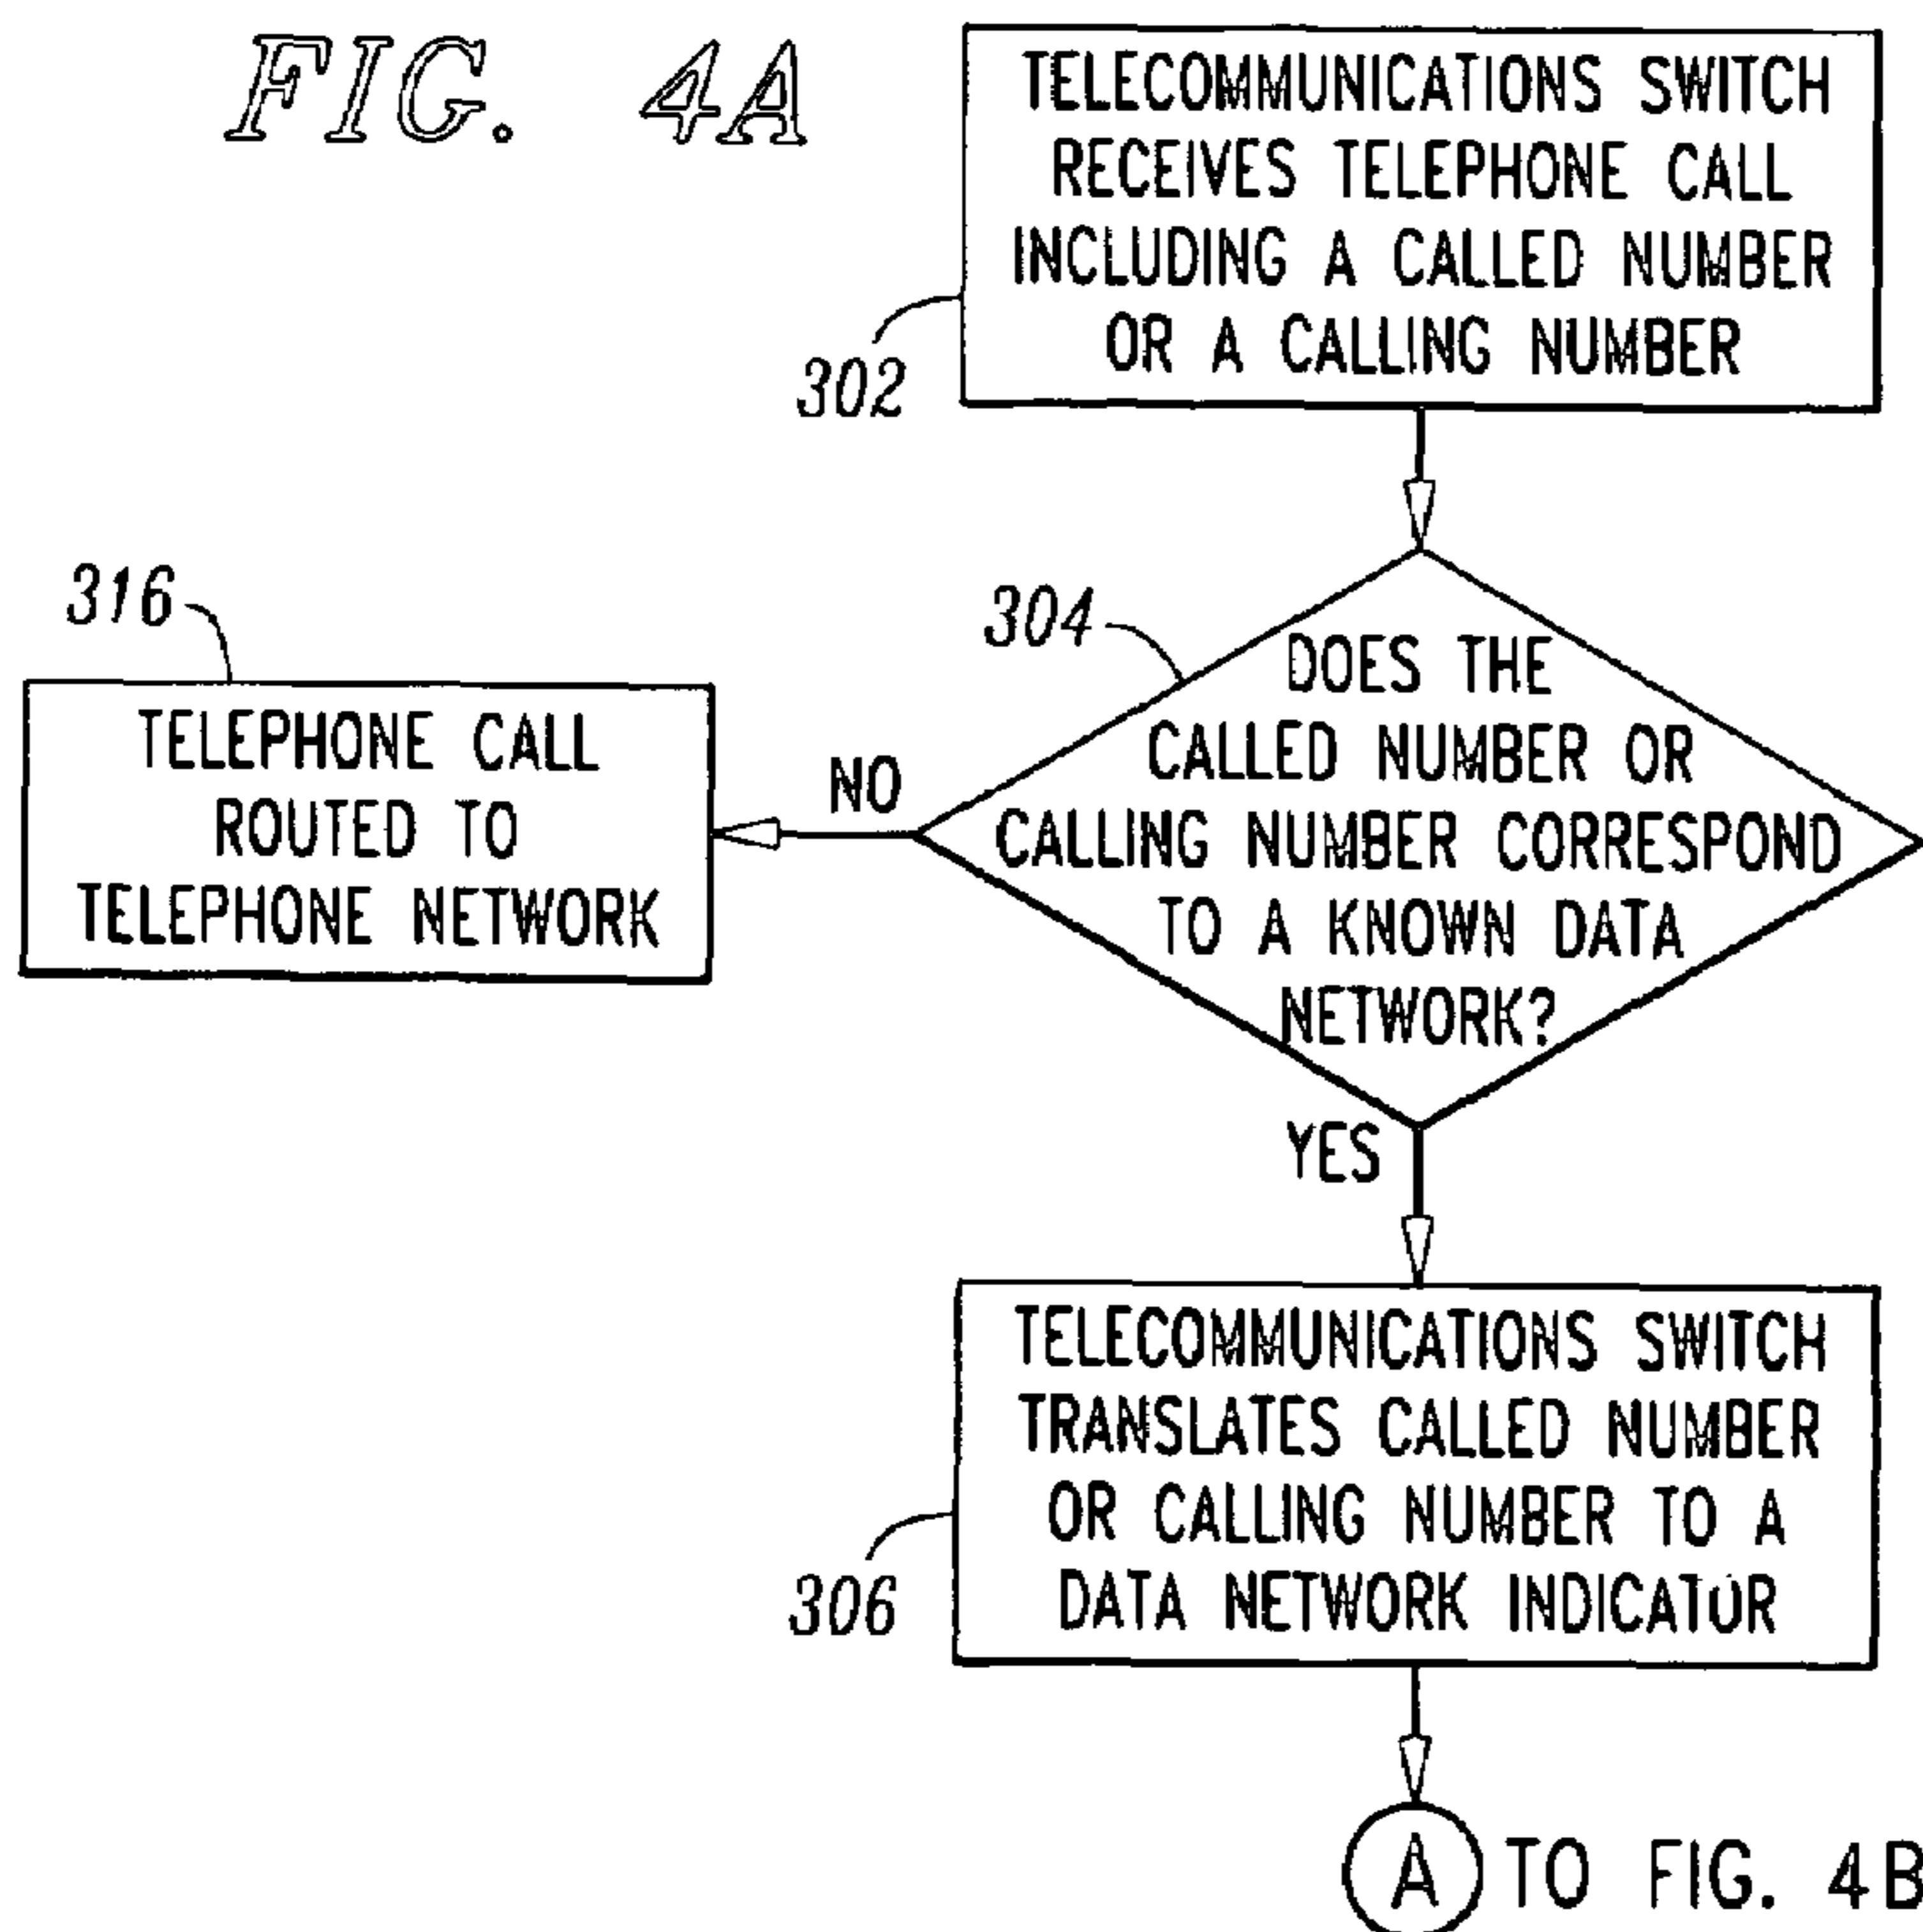 FIG. 4A
TELECOMMUNICATIONS SWITCH
RECEIVES TELEPHONE CALL
INCLUDING A CALLED NUMBER
OR A CALLING NUMBER
302
304
DOES THE
CALLED NUMBER OR
CALLING NUMBER CORRESPOND
TO A KNOWN DATA
NETWORK?
NO
316
TELEPHONE CALL
ROUTED TO
TELEPHONE NETWORK
YES
TELECOMMUNICATIONS SWITCH
TRANSLATES CALLED NUMBER
OR CALLING NUMBER TO A
DATA NETWORK INDICATOR
306
A TO FIG. 4B